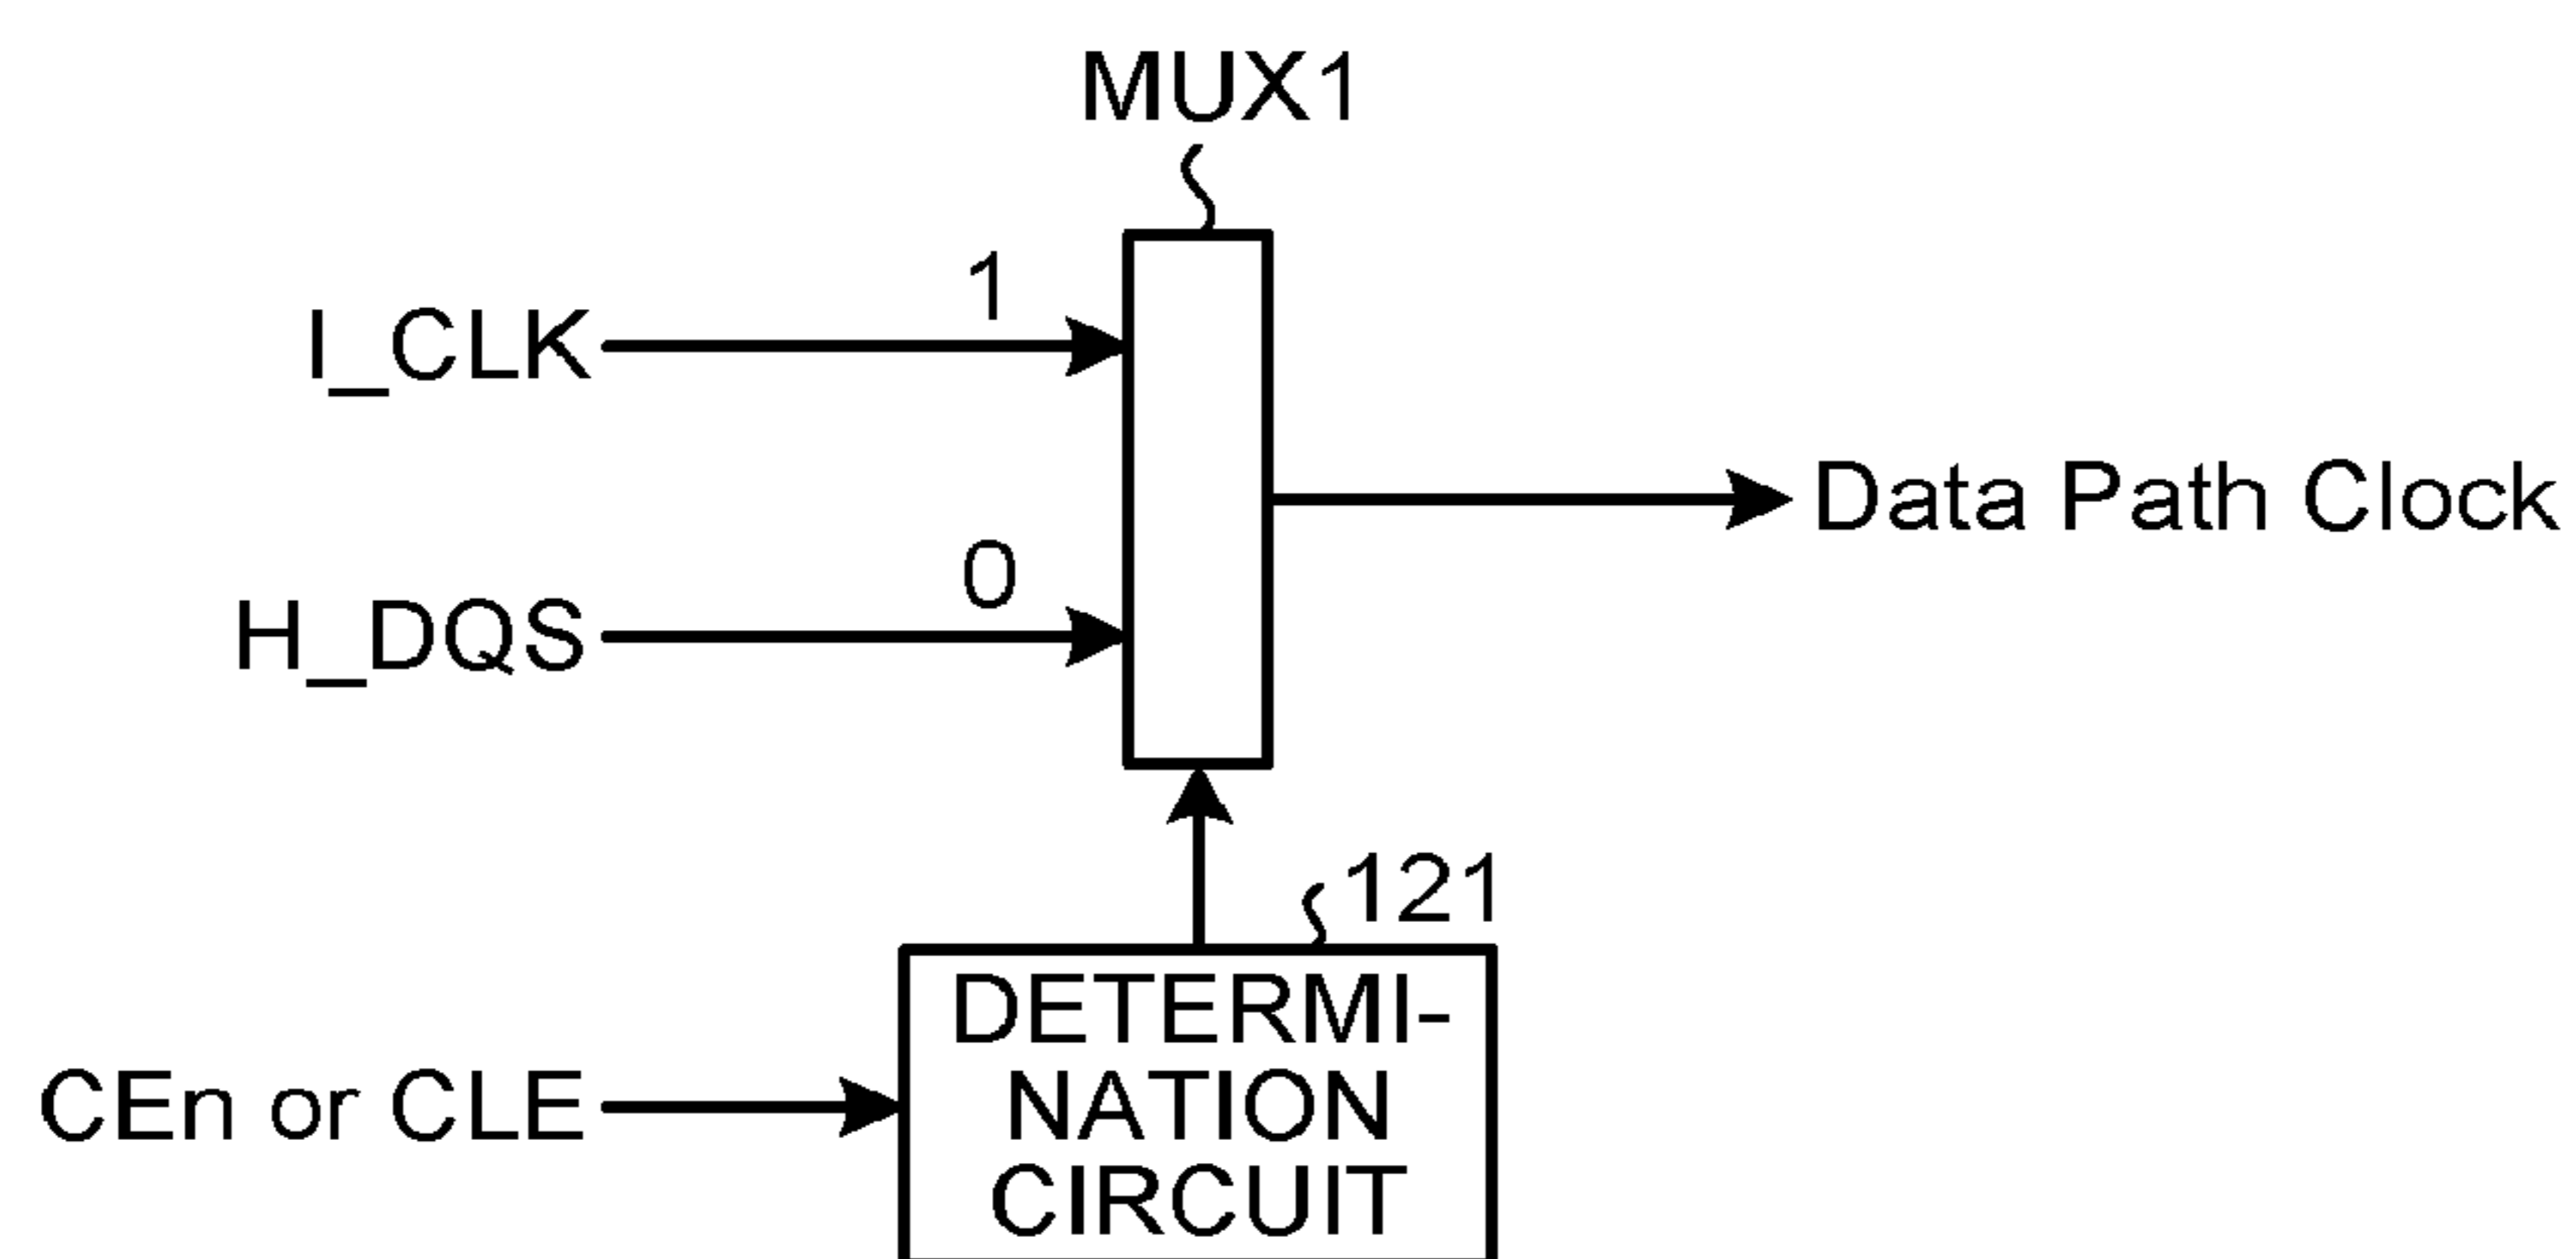 MUX1
1
I_CLK
Data Path Clock
0
H_DQS
121
DETERMI-
NATION
CIRCUIT
CEn or CLE